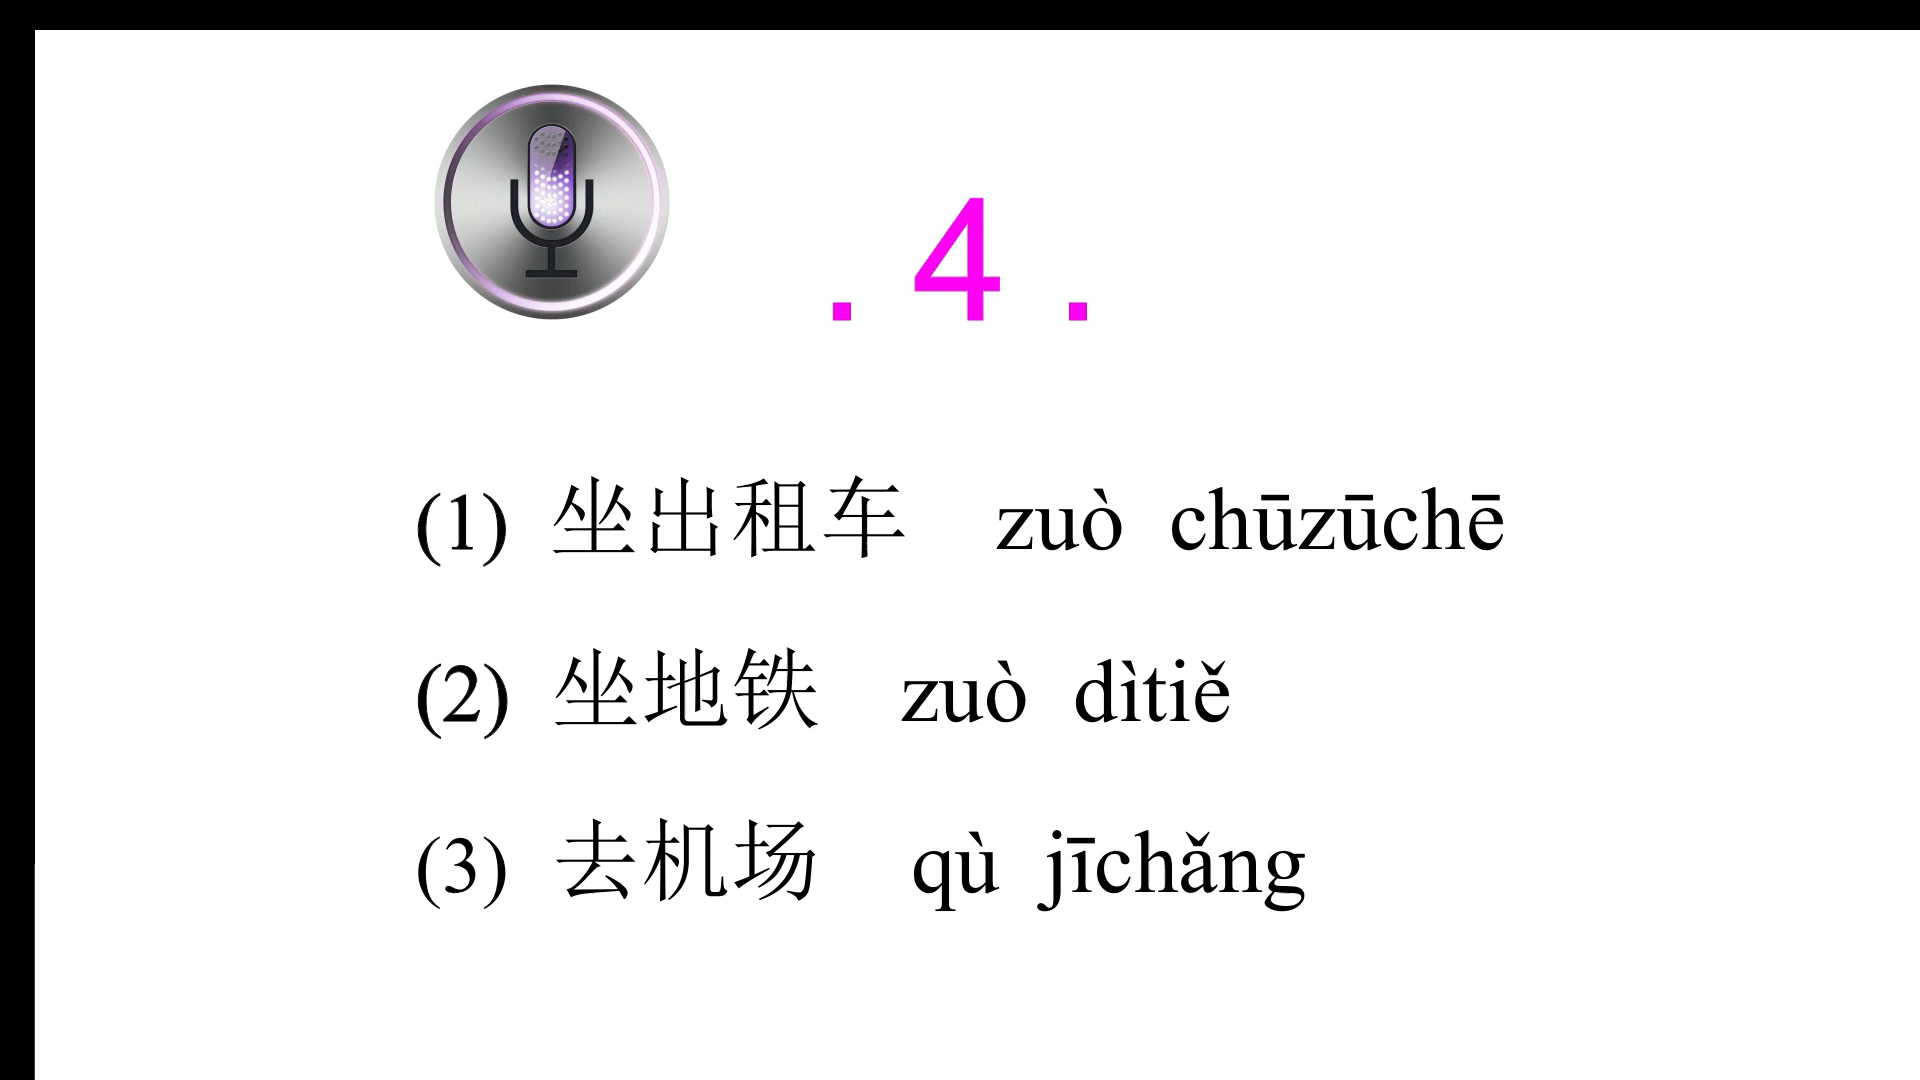 . 4 .
(1) 坐出租车 zuò chūzūchē
(2) 坐地铁 zuò dìtiě
(3) 去机场 qù jīchǎng